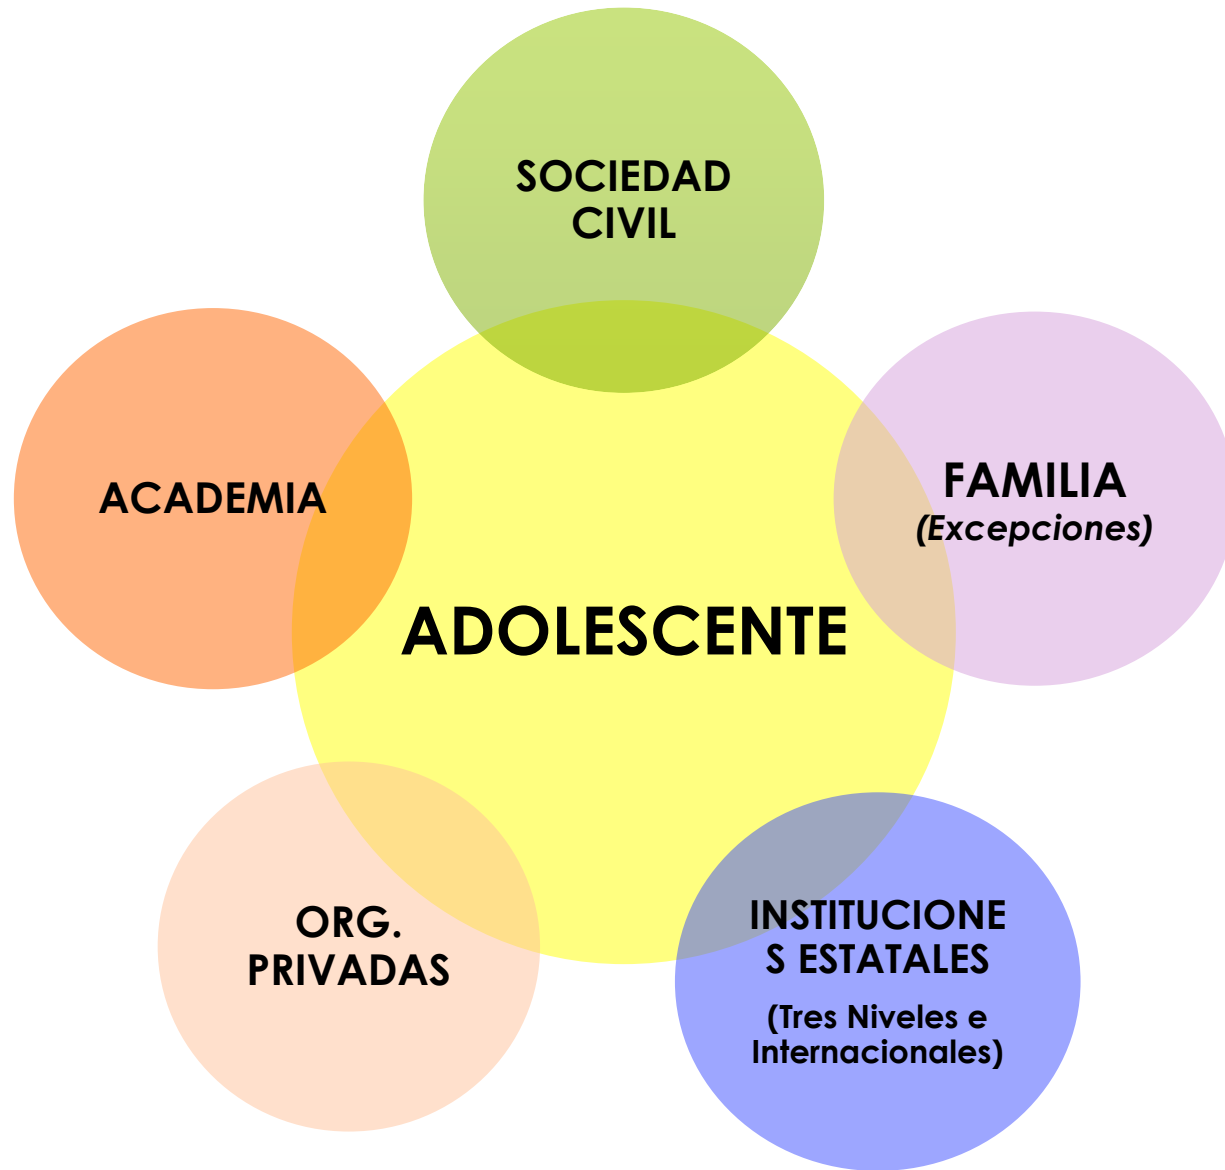 SOCIEDAD
CIVIL
ACADEMIA
FAMILIA
(Excepciones)
ADOLESCENTE
ORG.
PRIVADAS
INSTITUCIONE
S ESTATALES
(Tres Niveles e
Internacionales)